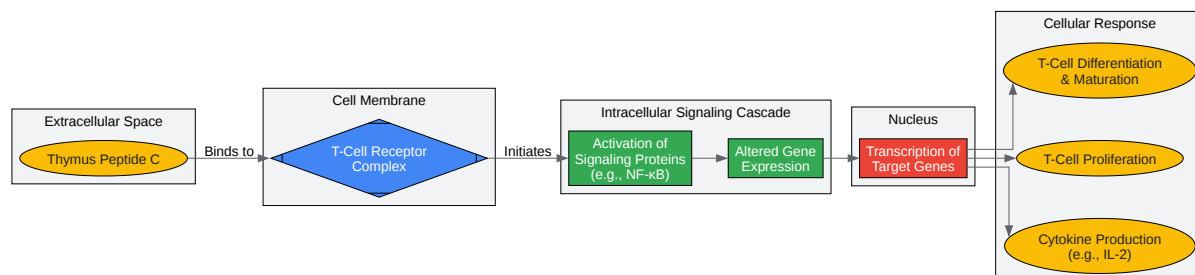 Extracellular Space
Thymus Peptide C
Binds to
Cell Membrane
T-Cell Receptor
Complex
Initiates
Intracellular Signaling Cascade
Activation of
Signaling Proteins
(e.g., NF-κB)
Altered Gene
Expression
Nucleus
Transcription of
Target Genes
Cellular Response
T-Cell Differentiation
& Maturation
T-Cell Proliferation
Cytokine Production
(e.g., IL-2)